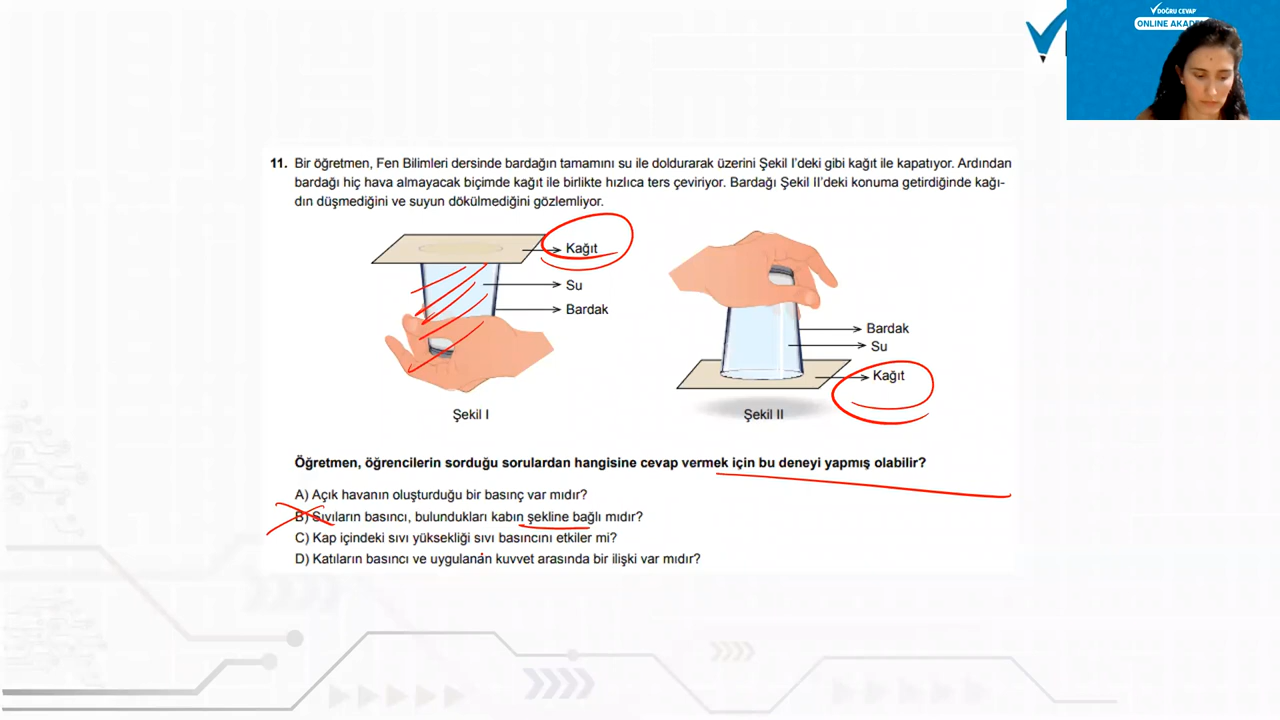 DOĞRU CEVAP
11. Bir öğretmen, Fen Bilimleri dersinde bardağın tamamını su ile doldurarak üzerini Şekil I'deki gibi kağıt ile kapatıyor. Ardından
bardağı hiç hava almayacak biçimde kağıt ile birlikte hızlıca ters çeviriyor. Bardağı Şekil II'deki konuma getirdiğinde kağı-
dın düşmediğini ve suyun dökülmediğini gözlemliyor.
Kağıt
Su
Bardak
Şekil I
Bardak
Su
Kağıt
Şekil II
Öğretmen, öğrencilerin sorduğu sorulardan hangisine cevap vermek için bu deneyi yapmış olabilir?
A) Açık havanın oluşturduğu bir basınç var mıdır?
B) Sıvıların basıncı, bulundukları kabın şekline bağlı mıdır?
C) Kap içindeki sıvı yüksekliği sıvı basıncını etkiler mi?
D) Katıların basıncı ve uygulanan kuvvet arasında bir ilişki var mıdır?
ONLINE